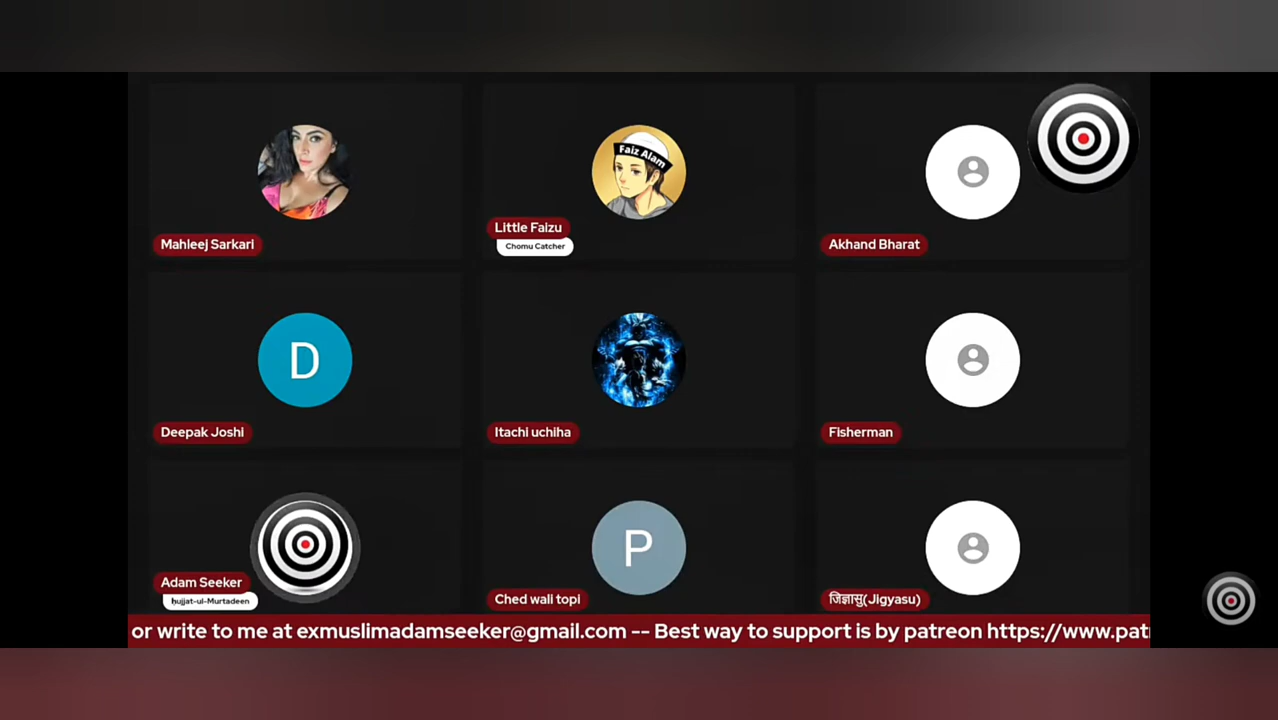 Faiz Alam
Mahleej Sarkari
Little Faizu
Chomu Catcher
Akhand Bharat
D
Deepak Joshi
Itachi uchiha
Fisherman
Adam Seeker
hujjat-ul-Murtadeen
P
Ched wali topi
जिज्ञासु(Jigyasu)
or write to me at exmuslimadamseeker@gmail.com -- Best way to support is by patreon https://www.pat